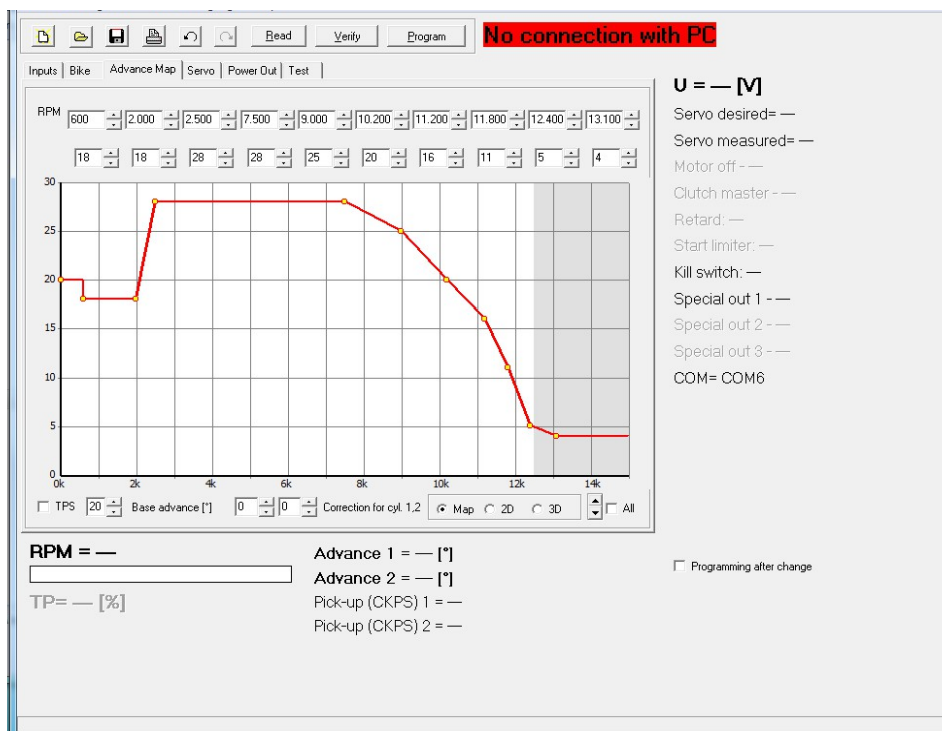 Read Verify Program No connection with PC
Inputs Bike Advance Map Servo Power Out Test
RPM 600 2.000 2.500 7.500 9.000 10.200 11.200 11.800 12.400 13.100
18 18 28 28 25 20 16 11 5 4
30
25
20
15
10
5
0
0k 2k 4k 6k 8k 10k 12k 14k
TPS 20 Base advance [°] 0 0 Correction for cyl. 1,2 Map 2D 3D All
U = — [V]
Servo desired= —
Servo measured= —
Motor off - —
Clutch master - —
Retard: —
Start limiter: —
Kill switch: —
Special out 1 - —
Special out 2 - —
Special out 3 - —
COM= COM6
RPM = —
TP= — [%]
Advance 1 = — [°]
Advance 2 = — [°]
Pick-up (CKPS) 1 = —
Pick-up (CKPS) 2 = —
Programming after change